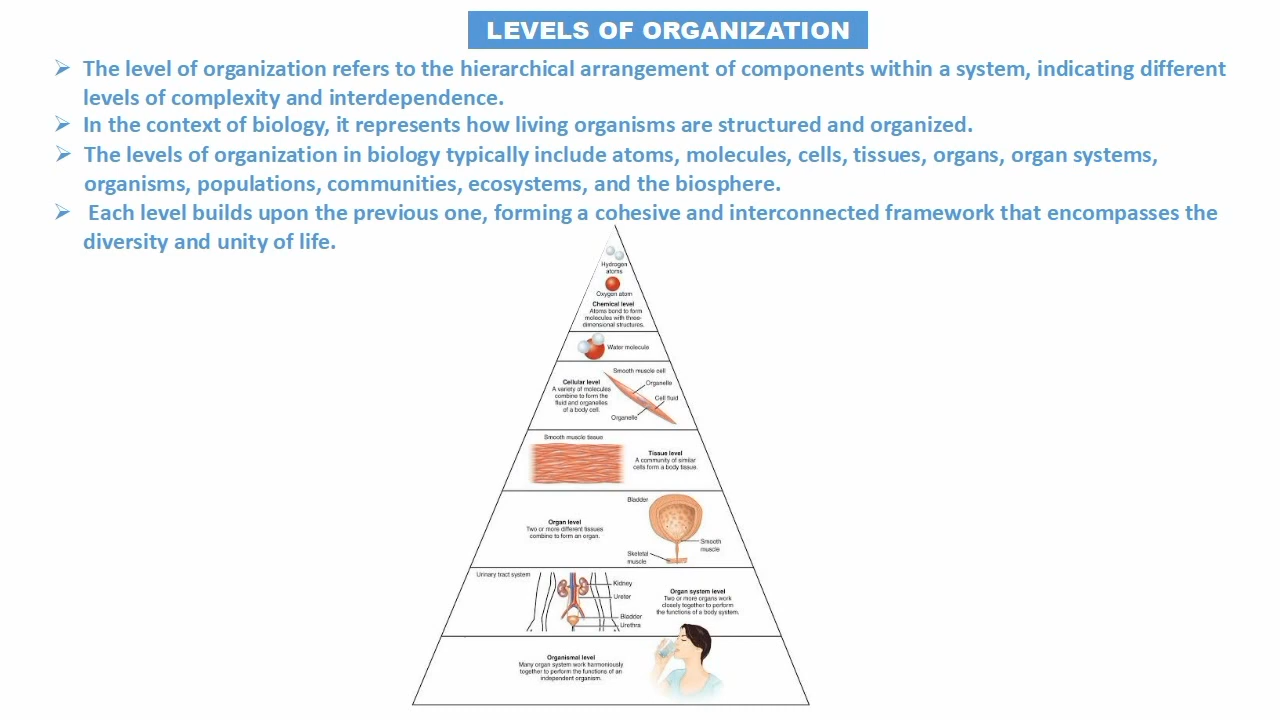 LEVELS OF ORGANIZATION
The level of organization refers to the hierarchical arrangement of components within a system, indicating different
levels of complexity and interdependence.
In the context of biology, it represents how living organisms are structured and organized.
The levels of organization in biology typically include atoms, molecules, cells, tissues, organs, organ systems,
organisms, populations, communities, ecosystems, and the biosphere.
Each level builds upon the previous one, forming a cohesive and interconnected framework that encompasses the
diversity and unity of life.
Hydrogen
atoms
Oxygen atom
Chemical level
Atoms bond to form
molecules with three-
dimensional structures.
Water molecule
Smooth muscle cell
Cellular level
A variety of molecules
combine to form the
fluid and organelles
of a body cell.
Organelle
Cell fluid
Organelle
Smooth muscle tissue
Tissue level
A community of similar
cells form a body tissue.
Bladder
Organ level
Two or more different tissues
combine to form an organ.
Smooth
muscle
Skeletal
muscle
Urinary tract system
Kidney
Ureter
Bladder
Urethra
Organ system level
Two or more organs work
closely together to perform
the functions of a body system.
Organismal level
Many organ system work harmoniously
together to perform the functions of an
independent organism.